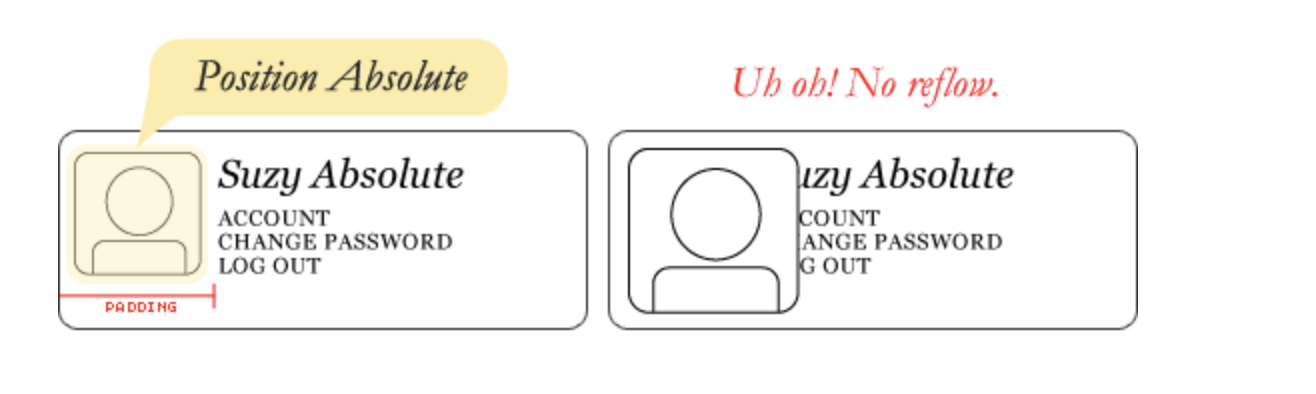 Position Absolute
Uh oh! No reflow.
Suzy Absolute
ACCOUNT
CHANGE PASSWORD
LOG OUT
PADDING
uzy Absolute
COUNT
ANGE PASSWORD
G OUT